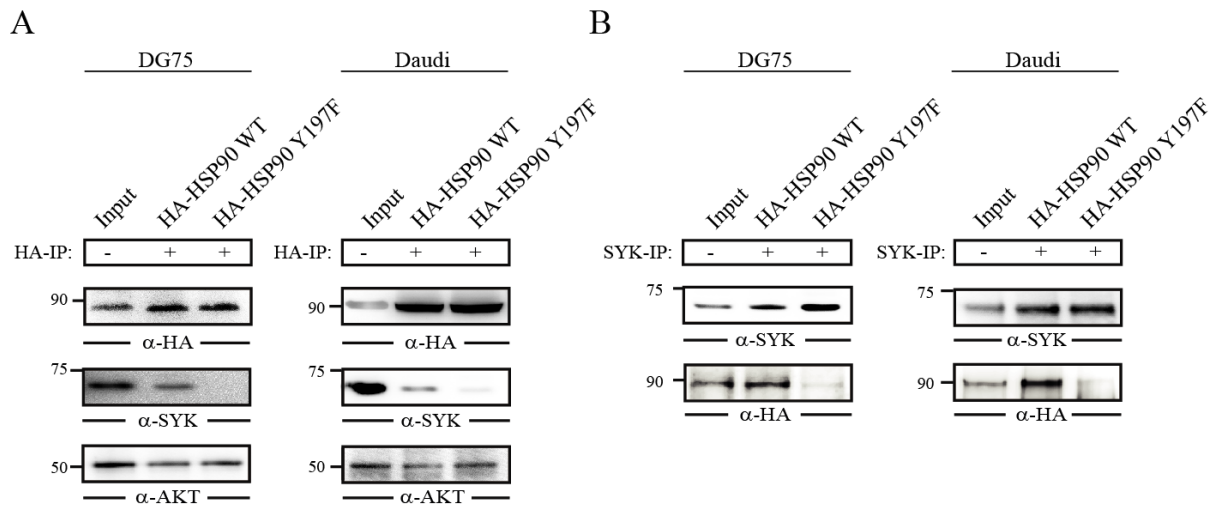 A
DG75
Input
HA-HSP90 WT
HA-HSP90 Y197F
HA-IP: - + +
90
α-HA
75
α-SYK
50
α-AKT
Daudi
Input
HA-HSP90 WT
HA-HSP90 Y197F
HA-IP: - + +
90
α-HA
75
α-SYK
50
α-AKT
B
DG75
Input
HA-HSP90 WT
HA-HSP90 Y197F
SYK-IP: - + +
75
α-SYK
90
α-HA
Daudi
Input
HA-HSP90 WT
HA-HSP90 Y197F
SYK-IP: - + +
75
α-SYK
90
α-HA